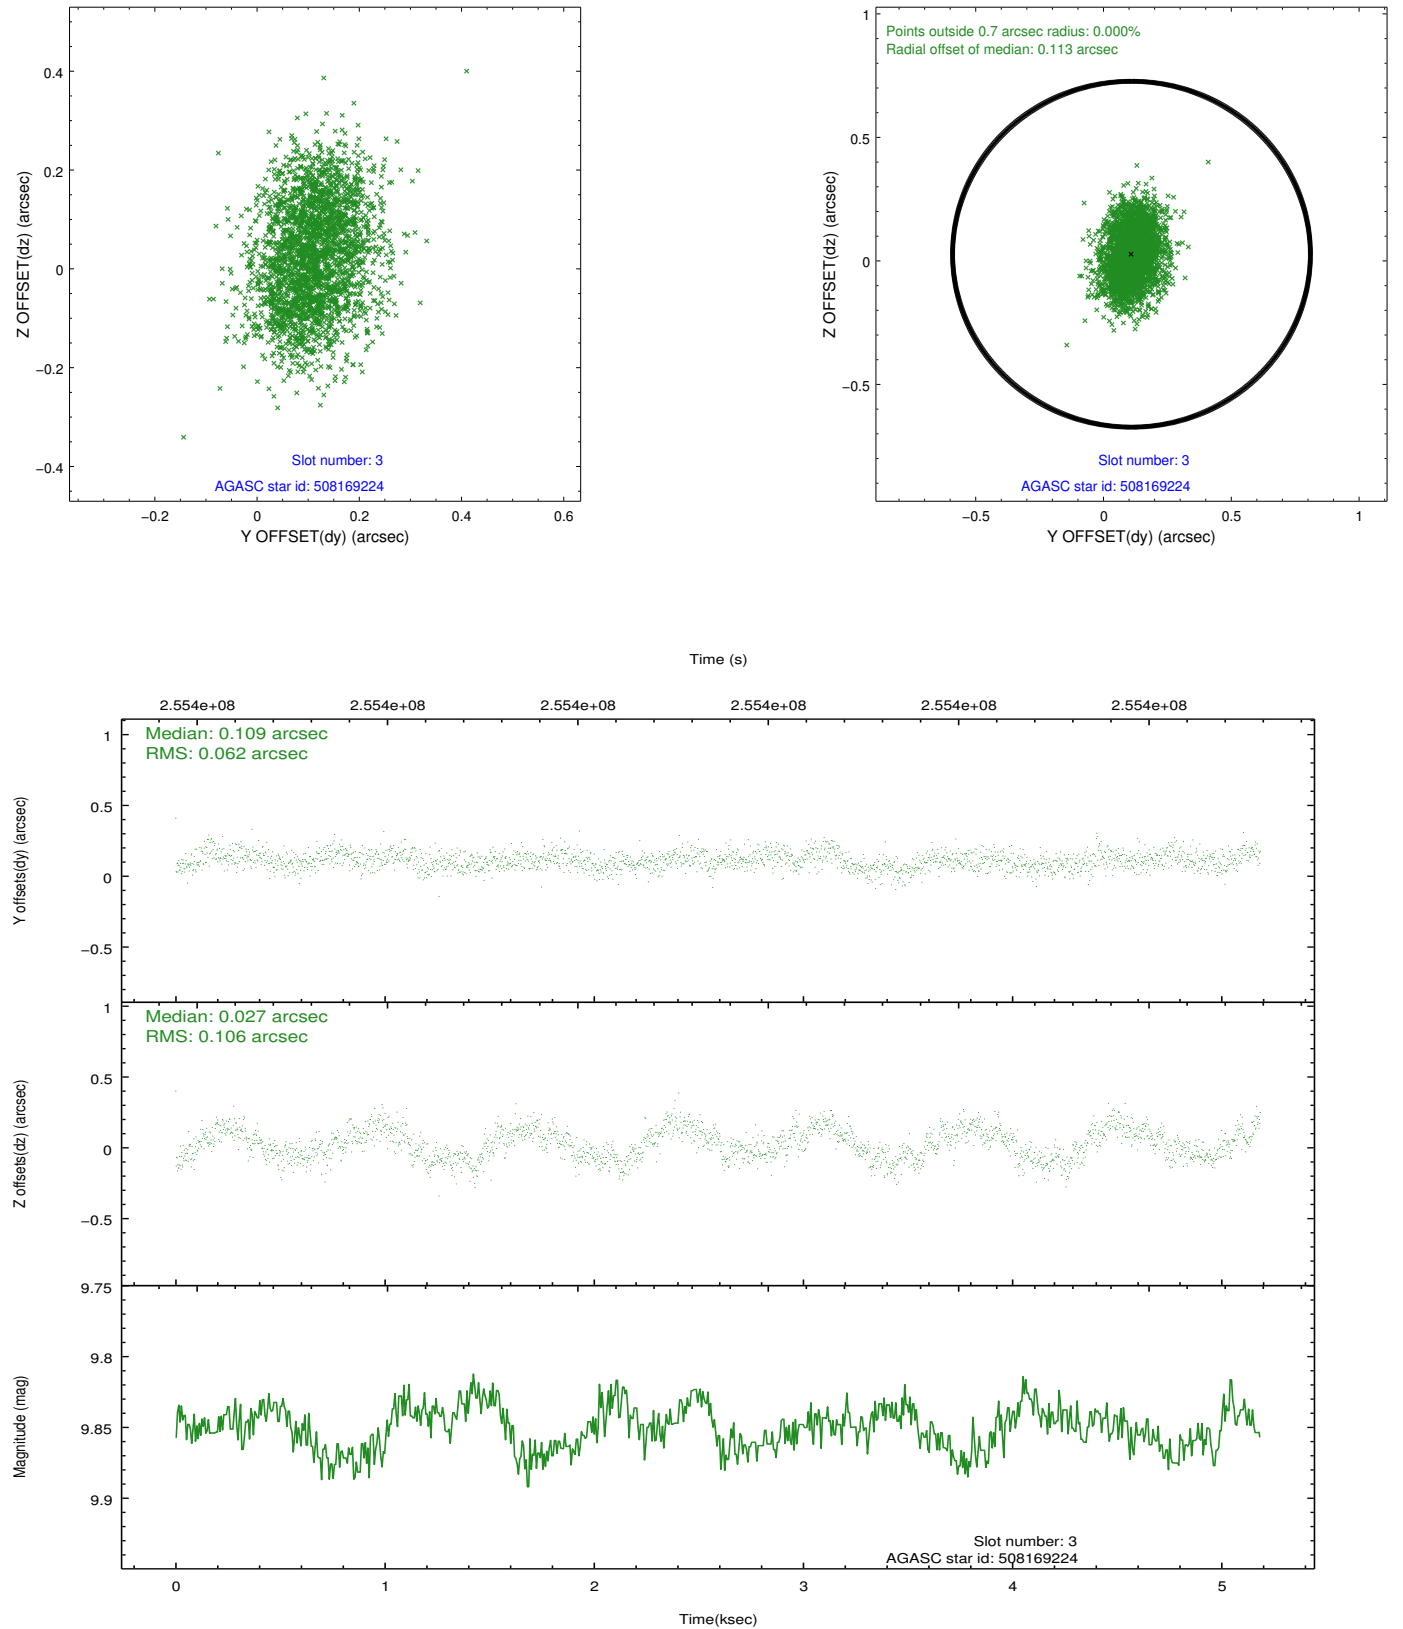 0.4
0.2
0
−0.2
−0.4
Z OFFSET(dz) (arcsec)
Slot number: 3
AGASC star id: 508169224
−0.2
0
0.2
0.4
0.6
Y OFFSET(dy) (arcsec)
1
0.5
0
−0.5
Z OFFSET(dz) (arcsec)
Points outside 0.7 arcsec radius: 0.000%
Radial offset of median: 0.113 arcsec
Slot number: 3
AGASC star id: 508169224
−0.5
0
0.5
1
Y OFFSET(dy) (arcsec)
Time (s)
2.554e+08
2.554e+08
2.554e+08
2.554e+08
2.554e+08
2.554e+08
Median: 0.109 arcsec
RMS: 0.062 arcsec
1
0.5
0
−0.5
Y offsets(dy) (arcsec)
Median: 0.027 arcsec
RMS: 0.106 arcsec
1
0.5
0
−0.5
Z offsets(dz) (arcsec)
9.75
9.8
9.85
9.9
Magnitude (mag)
Slot number: 3
AGASC star id: 508169224
0
1
2
3
4
5
Time(ksec)